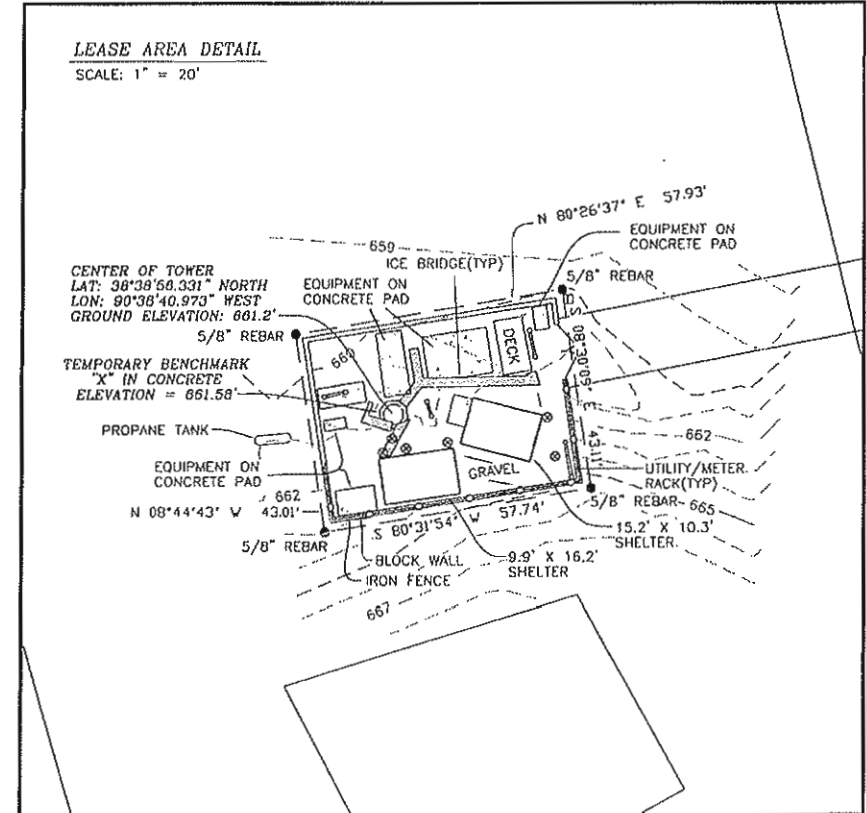 LEASE AREA DETAIL
SCALE: 1" = 20'
N 80°26'37" E 57.93'
EQUIPMENT ON
CONCRETE PAD
659
ICE BRIDGE(TYP)
CENTER OF TOWER
LAT: 38°38'58.331" NORTH
LON: 90°38'40.973" WEST
GROUND ELEVATION: 661.2'
EQUIPMENT ON
CONCRETE PAD
5/8" REBAR
5/8" REBAR
S 08°30'09" E 43.11'
DECK
660
TEMPORARY BENCHMARK
"X" IN CONCRETE
ELEVATION = 661.58'
PROPANE TANK
662
EQUIPMENT ON
CONCRETE PAD
GRAVEL
UTILITY/METER
RACK(TYP)
662
N 08°44'43" W 43.01'
5/8" REBAR
665
S 80°31'54" W 57.74'
15.2' X 10.3'
SHELTER
5/8" REBAR
BLOCK WALL
9.9' X 16.2'
SHELTER
IRON FENCE
667